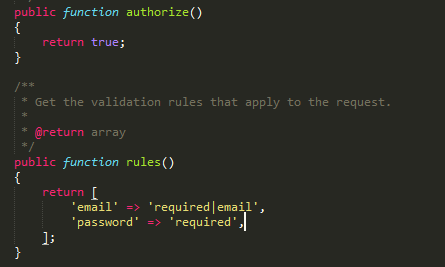 public function authorize()
{
    return true;
}

/**
 * Get the validation rules that apply to the request.
 *
 * @return array
 */
public function rules()
{
    return [
        'email' => 'required|email',
        'password' => 'required',
    ];
}